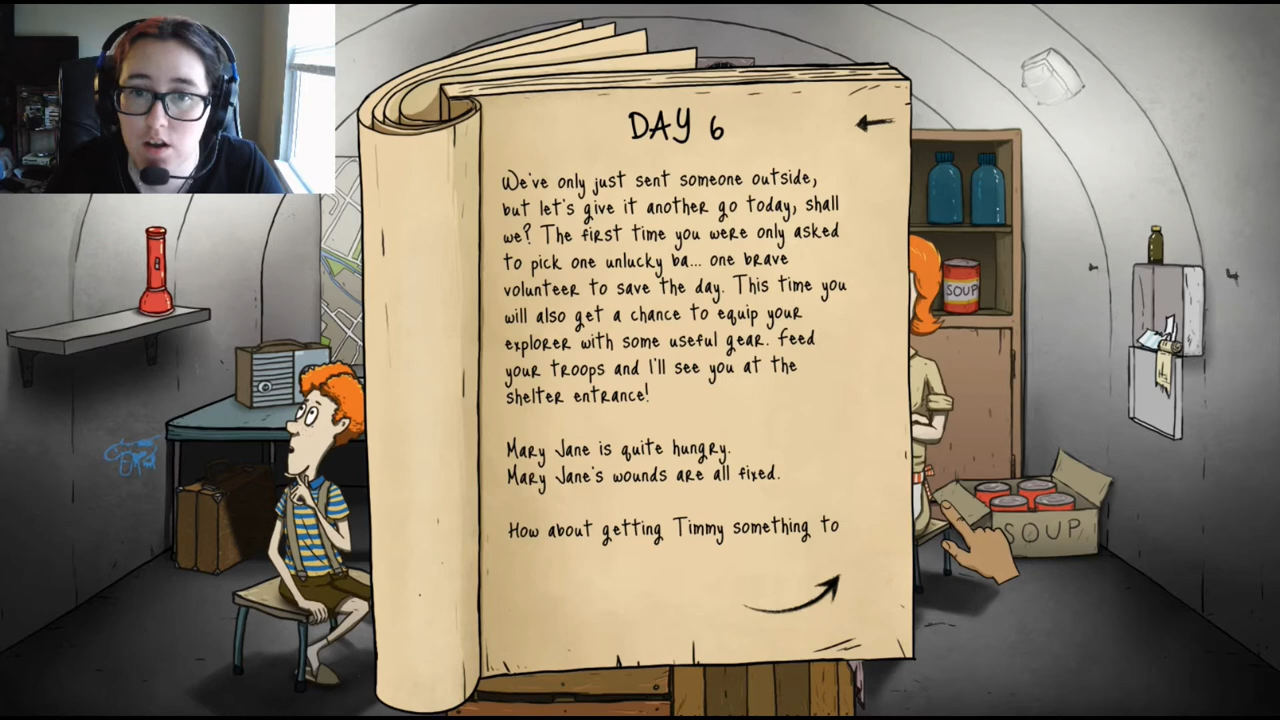 DAY 6
We've only just sent someone outside,
but let's give it another go today, shall
we? The first time you were only asked
to pick one unlucky ba... one brave
volunteer to save the day. This time you
will also get a chance to equip your
explorer with some useful gear. Feed
your troops and I'll see you at the
shelter entrance!
Mary Jane is quite hungry.
Mary Jane's wounds are all fixed.
How about getting Timmy something to
SOUP
SOUP